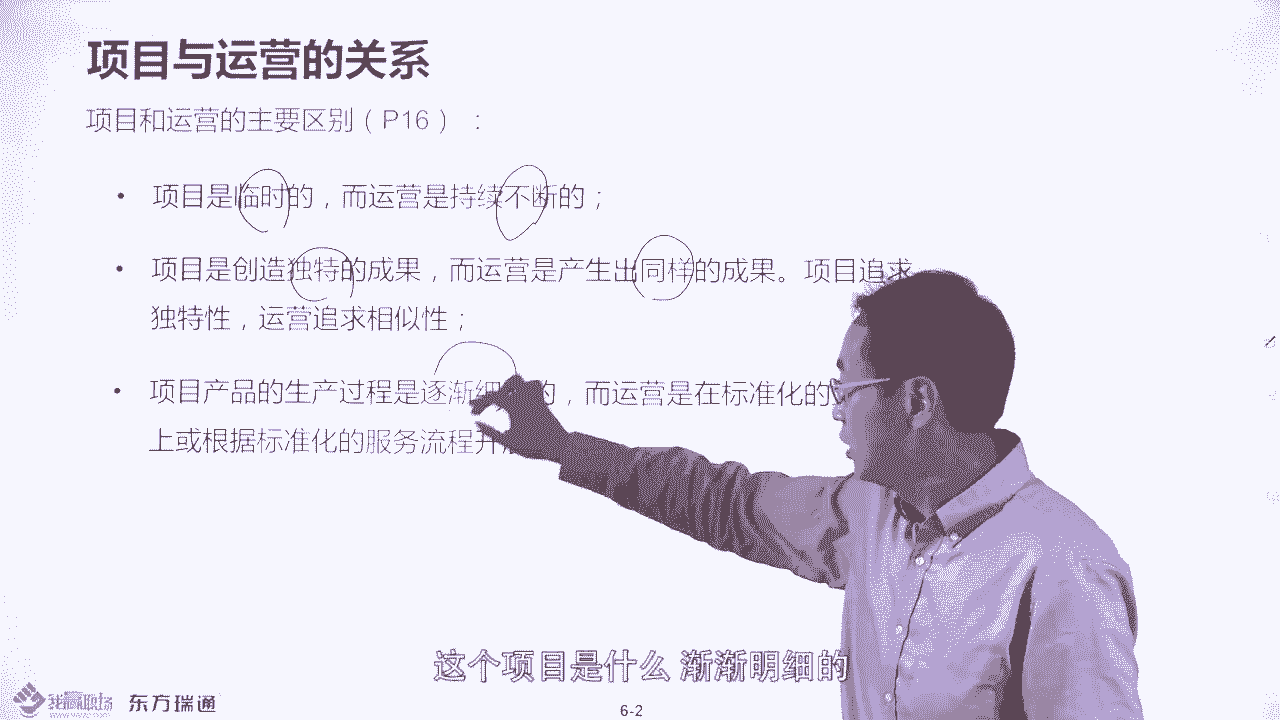 项目与运营的关系
项目和运营的主要区别（P16）：
• 项目是临时的，而运营是持续不断的；
• 项目是创造独特的成果，而运营是产生出同样的成果。项目追求
独特性，运营追求相似性；
• 项目产品的生产过程是逐渐细 的，而运营是在标准化的
上或根据标准化的服务流程开
这个项目是什么 渐渐明细的
我赢职场
东方瑞通
6-2